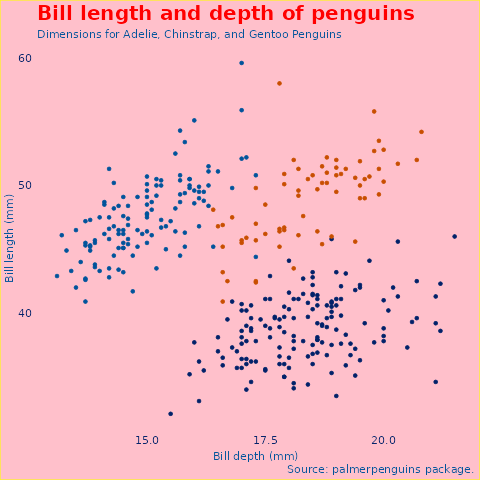 Bill length and depth of penguins
Dimensions for Adelie, Chinstrap, and Gentoo Penguins
60
50
40
Bill length (mm)
15.0 17.5 20.0
Bill depth (mm)
Source: palmerpenguins package.